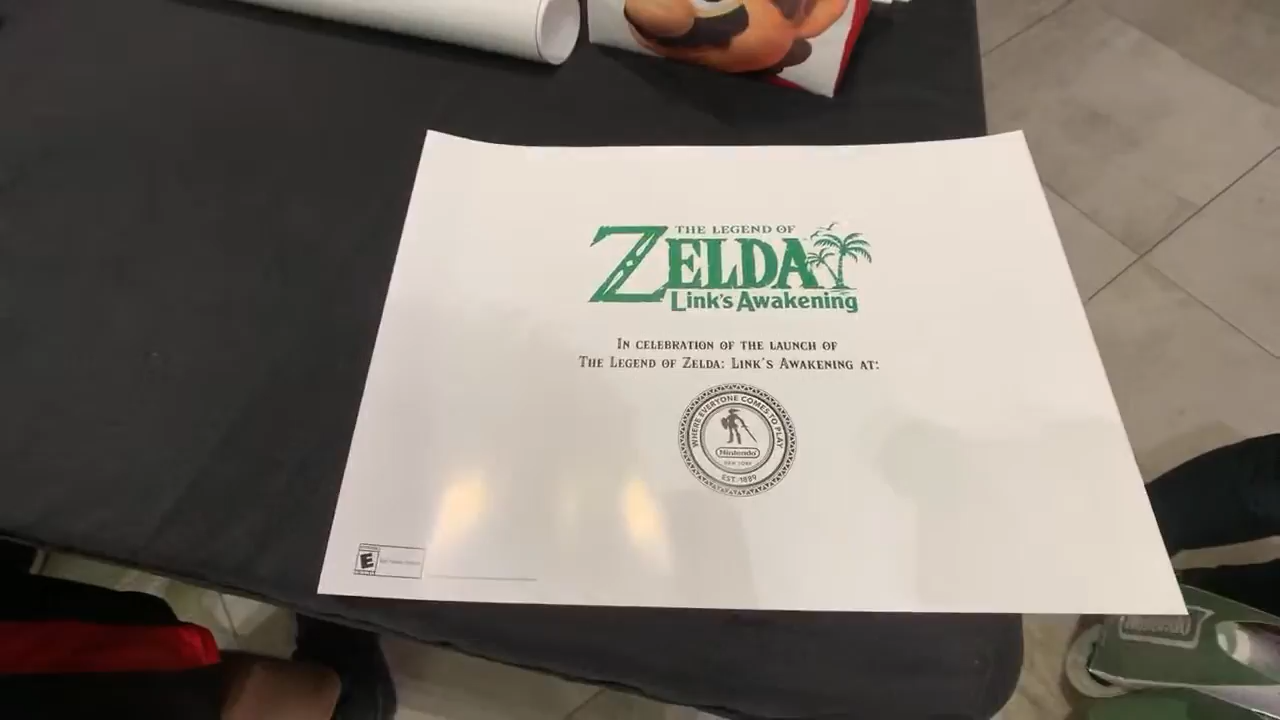 THE LEGEND OF
ZELDA
Link's Awakening
IN CELEBRATION OF THE LAUNCH OF
THE LEGEND OF ZELDA: LINK'S AWAKENING AT:
WHERE EVERYONE COMES TO PLAY
Nintendo
NEW YORK
EST. 1889
E